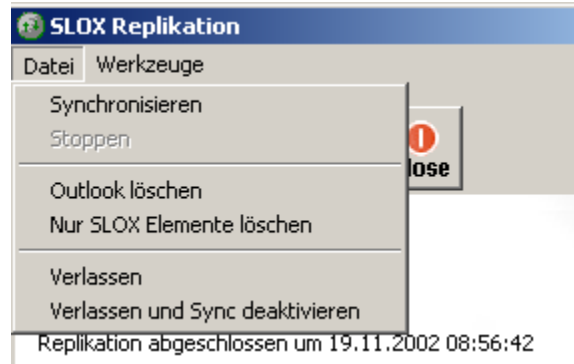 SLOX Replikation
Datei Werkzeuge
Synchronisieren
Stoppen
lose
Outlook löschen
Nur SLOX Elemente löschen
Verlassen
Verlassen und Sync deaktivieren
Replikation abgeschlossen um 19.11.2002 08:56:42